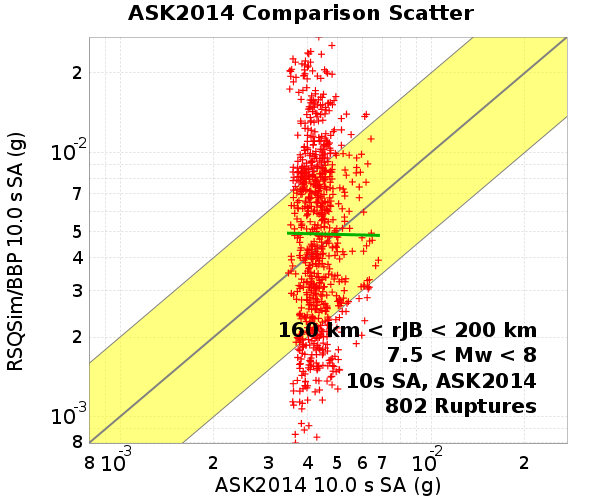 ASK2014 Comparison Scatter
RSQSim/BBP 10.0 s SA (g)
2
10-2
7
5
4
3
2
10-3
8
160 km < rJB < 200 km
7.5 < Mw < 8
10s SA, ASK2014
802 Ruptures
8 10-3 2 3 4 5 6 7 10-2 2
ASK2014 10.0 s SA (g)